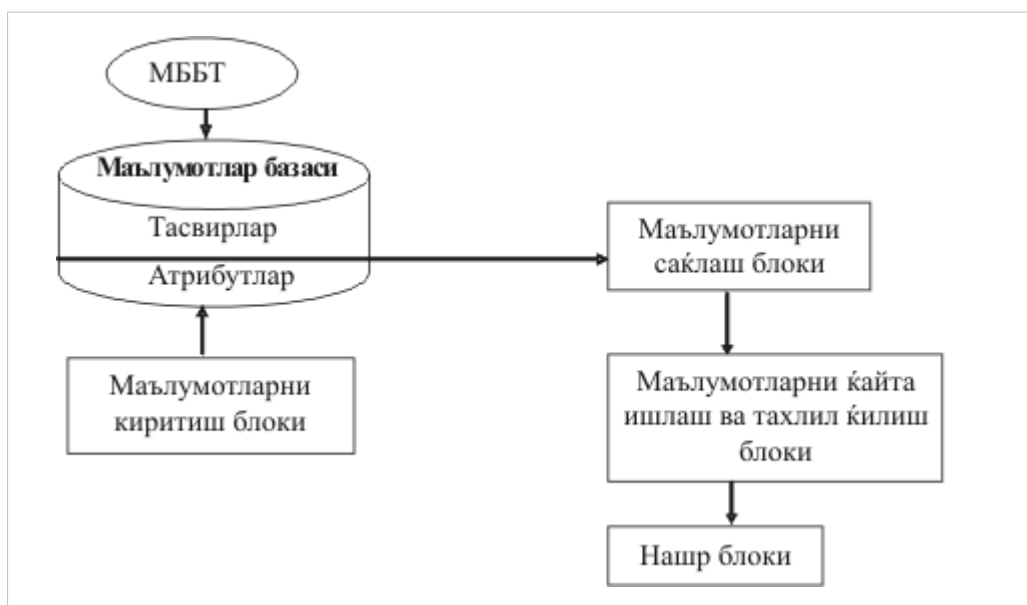 МББТ
Маълумотлар базаси
Тасвирлар
Атрибутлар
Маълумотларни
киритиш блоки
Маълумотларни
саќлаш блоки
Маълумотларни ќайта
ишлаш ва тахлил ќилиш
блоки
Нашр блоки